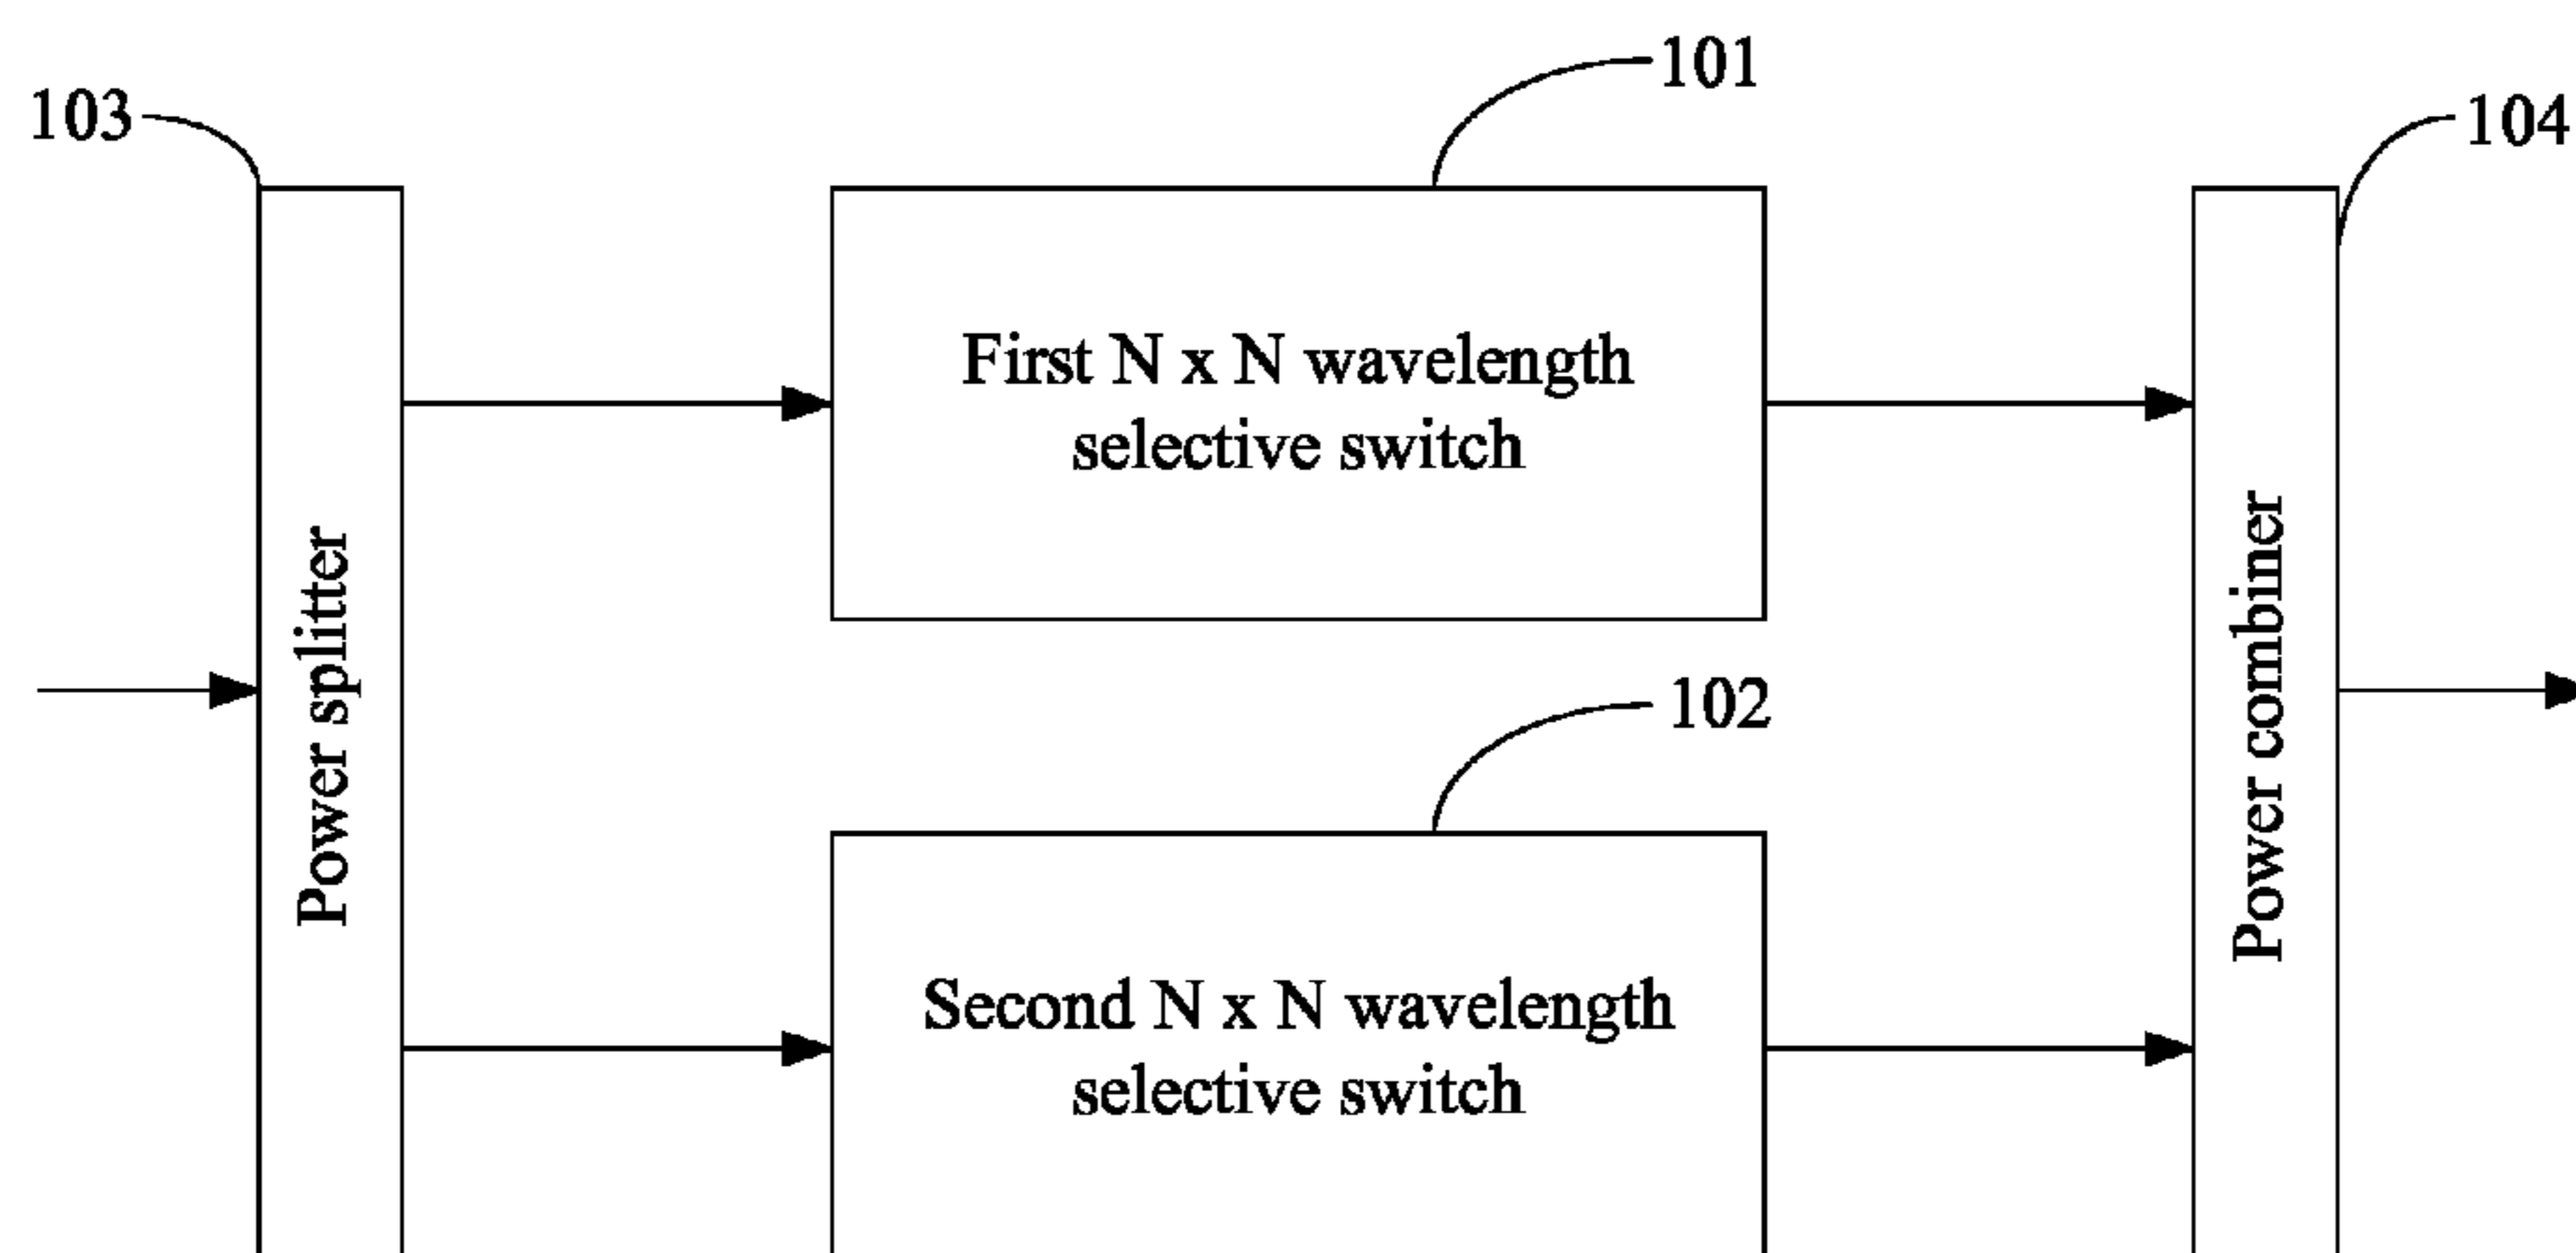 101
103
104
First N x N wavelength
selective switch
Power splitter
Power combiner
102
Second N x N wavelength
selective switch